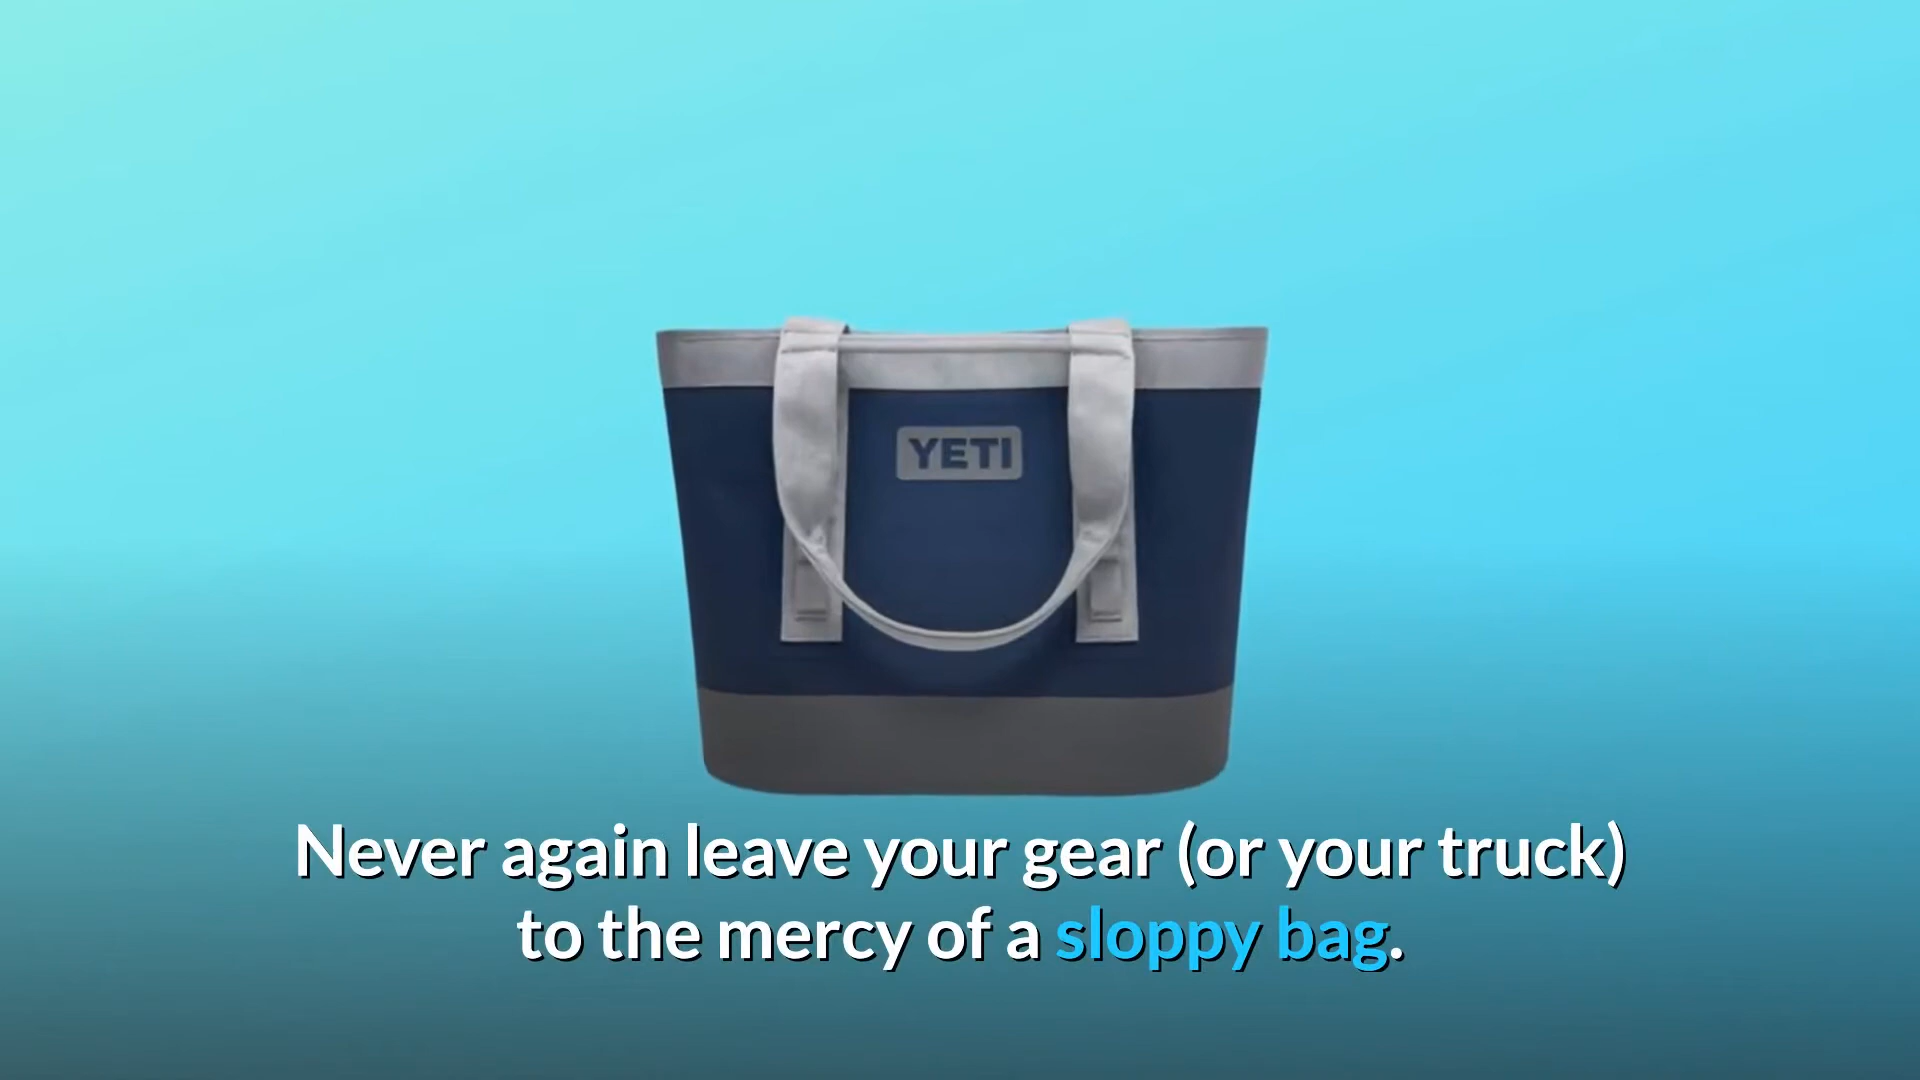 YETI
Never again leave your gear (or your truck)
to the mercy of a sloppy bag.